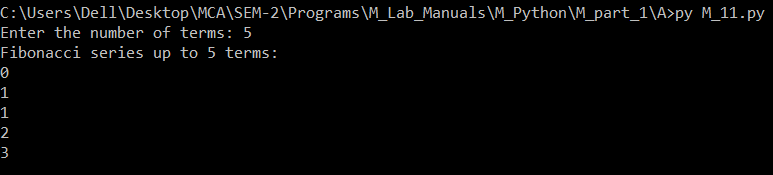 C:\Users\Dell\Desktop\MCA\SEM-2\Programs\M_Lab_Manuals\M_Python\M_part_1\A>py M_11.py
Enter the number of terms: 5
Fibonacci series up to 5 terms:
0
1
1
2
3